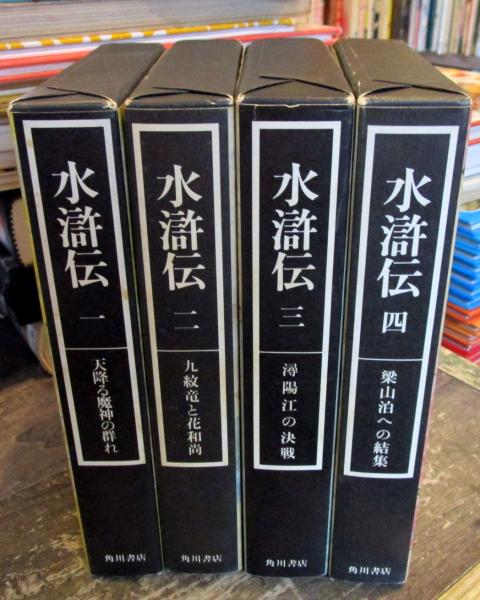 水滸伝 一
天降る魔神の群れ
角川書店
水滸伝 二
九紋竜と花和尚
角川書店
水滸伝 三
潯陽江の決戦
角川書店
水滸伝 四
梁山泊への結集
角川書店